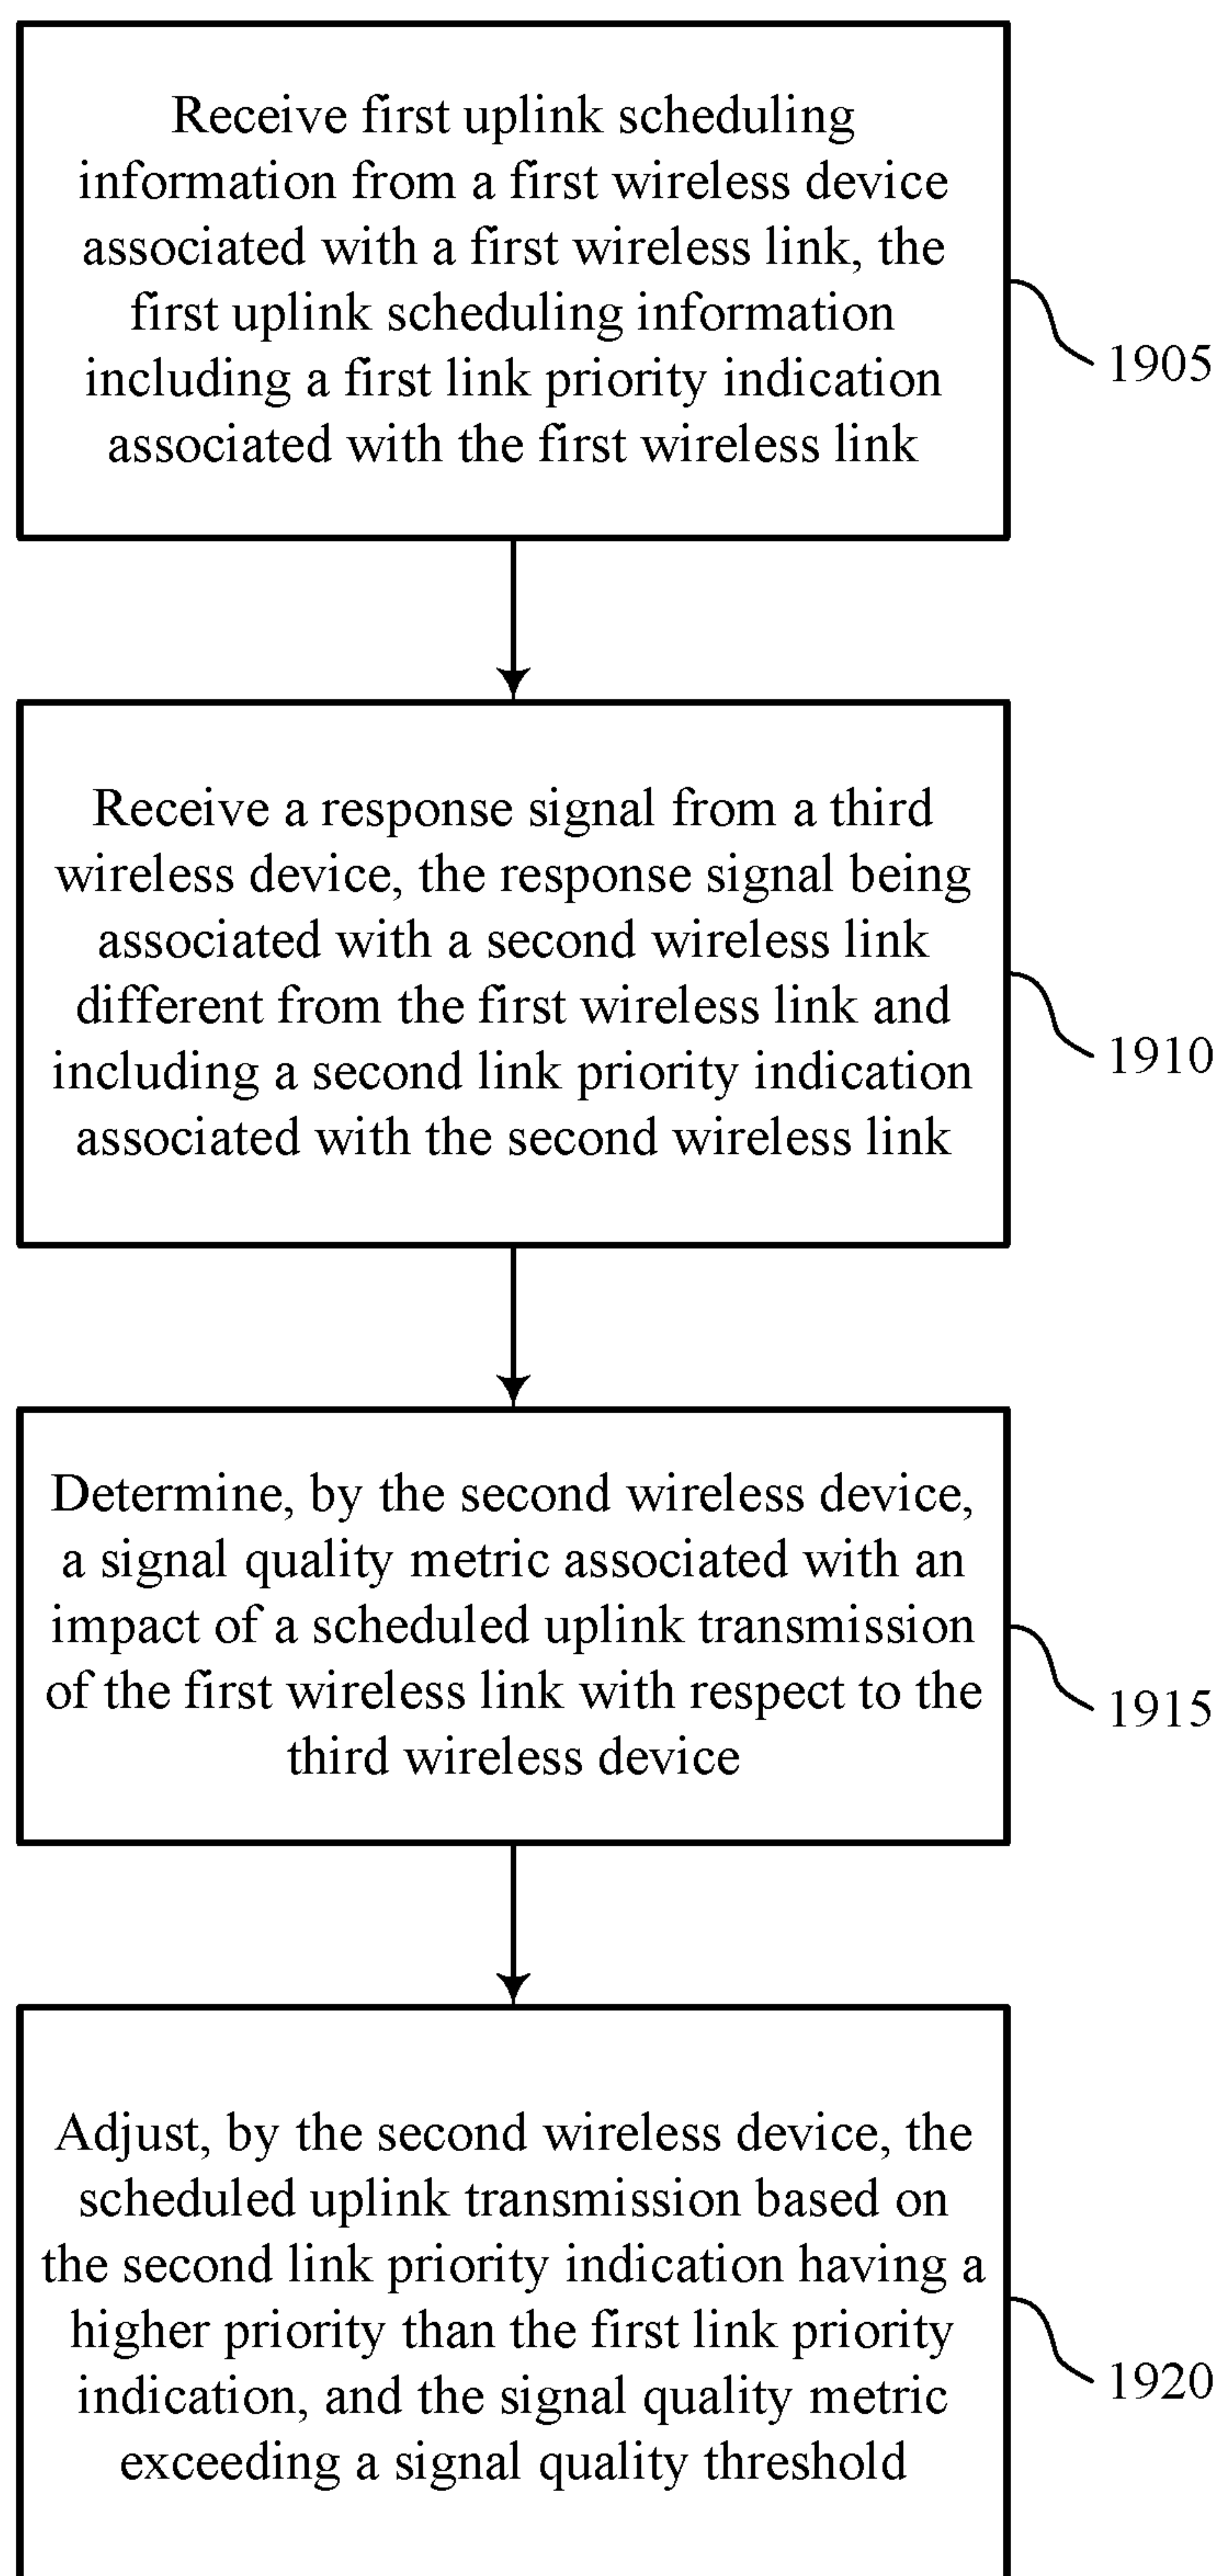 Receive first uplink scheduling
information from a first wireless device
associated with a first wireless link, the
first uplink scheduling information
including a first link priority indication
associated with the first wireless link
1905
Receive a response signal from a third
wireless device, the response signal being
associated with a second wireless link
different from the first wireless link and
including a second link priority indication
associated with the second wireless link
1910
Determine, by the second wireless device,
a signal quality metric associated with an
impact of a scheduled uplink transmission
of the first wireless link with respect to the
third wireless device
1915
Adjust, by the second wireless device, the
scheduled uplink transmission based on
the second link priority indication having a
higher priority than the first link priority
indication, and the signal quality metric
exceeding a signal quality threshold
1920